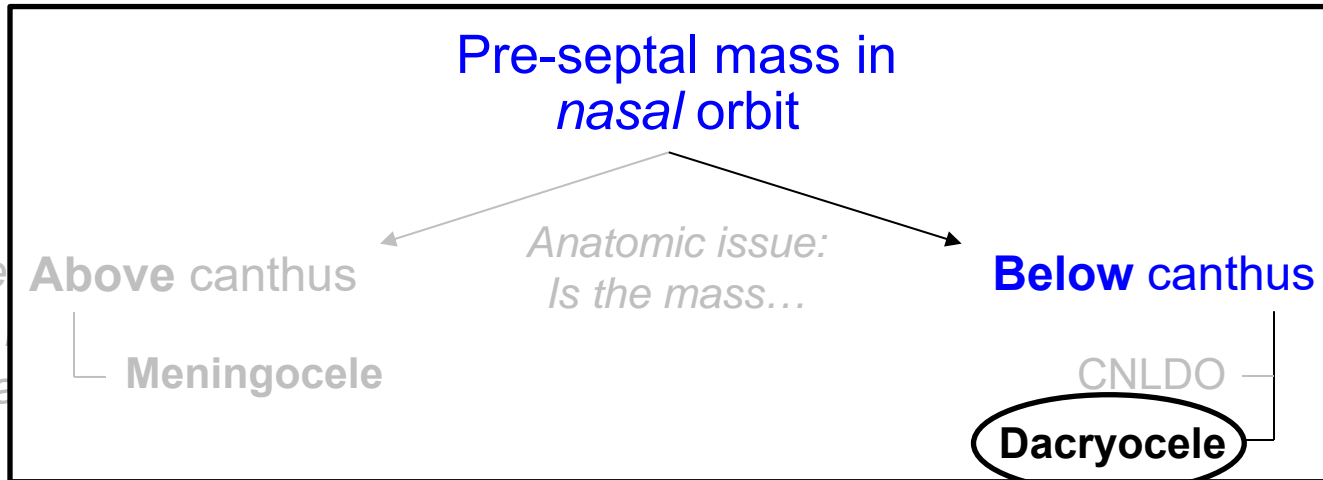 Pre-septal mass in
nasal orbit
Anatomic issue:
Is the mass…
Above canthus
Below canthus
Meningocele
CNLDO
Dacryocele